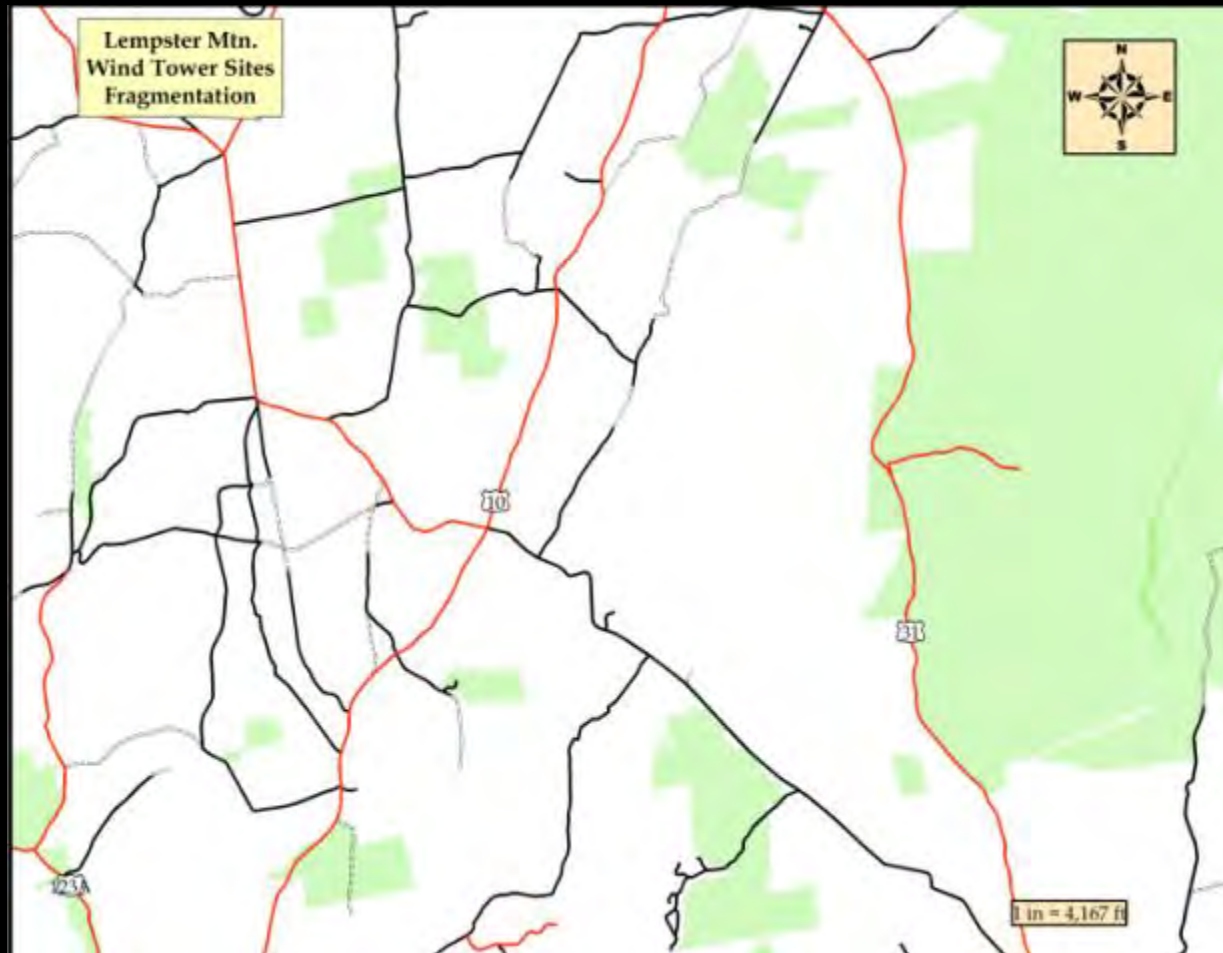 Lempster Mtn.
Wind Tower Sites
Fragmentation
N
W E
S
10
31
123A
1 in = 4,167 ft